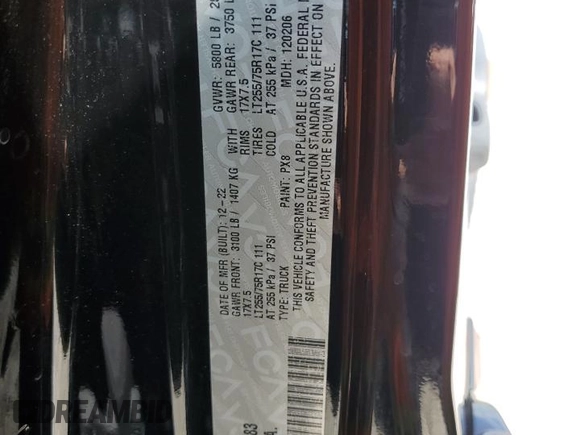 DATE OF MFR (BUILT): 12-22 GVWR: 5800 LB /
GAWR FRONT: 3100 LB / 1407 KG WITH GAWR REAR: 3750
17X7.5 RIMS 17X7.5
LT255/75R17C 111 TIRES LT255/75R17C 111
AT 255 kPa / 37 PSI COLD AT 255 kPa / 37 PSI
TYPE: TRUCK PAINT: PX8 MDH: 120206
THIS VEHICLE CONFORMS TO ALL APPLICABLE U.S.A. FEDERAL
SAFETY AND THEFT PREVENTION STANDARDS IN EFFECT ON
MANUFACTURE SHOWN ABOVE.
83
A.
FCA
DREAMBID